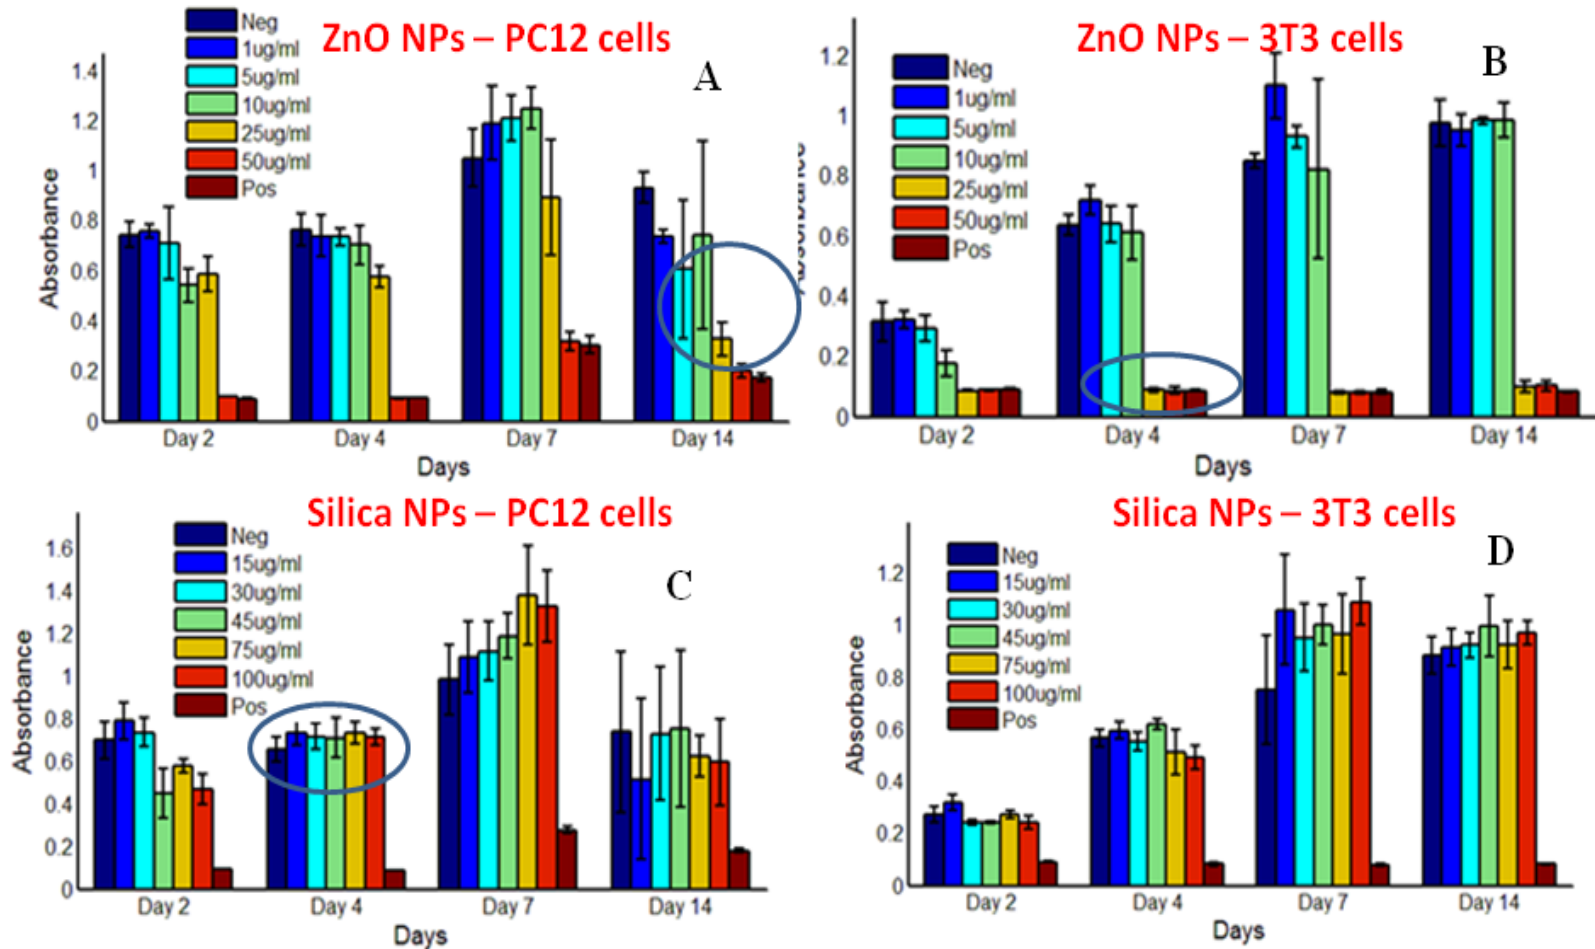 ZnO NPs – PC12 cells
A
Neg
1ug/ml
5ug/ml
10ug/ml
25ug/ml
50ug/ml
Pos
Absorbance
1.4
1.2
1
0.8
0.6
0.4
0.2
0
Day 2 Day 4 Day 7 Day 14
Days
ZnO NPs – 3T3 cells
B
Neg
1ug/ml
5ug/ml
10ug/ml
25ug/ml
50ug/ml
Pos
Absorbance
1.2
1
0.8
0.6
0.4
0.2
0
Day 2 Day 4 Day 7 Day 14
Days
Silica NPs – PC12 cells
C
Neg
15ug/ml
30ug/ml
45ug/ml
75ug/ml
100ug/ml
Pos
Absorbance
1.6
1.4
1.2
1
0.8
0.6
0.4
0.2
0
Day 2 Day 4 Day 7 Day 14
Days
Silica NPs – 3T3 cells
D
Neg
15ug/ml
30ug/ml
45ug/ml
75ug/ml
100ug/ml
Pos
Absorbance
1.2
1
0.8
0.6
0.4
0.2
0
Day 2 Day 4 Day 7 Day 14
Days